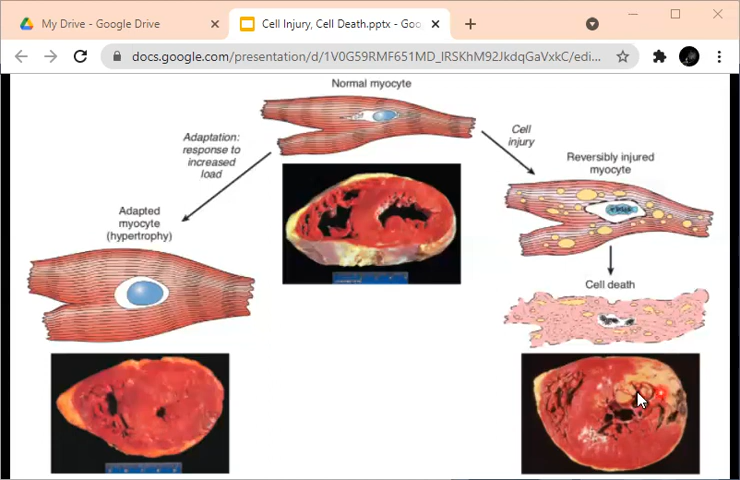 My Drive - Google Drive
Cell Injury, Cell Death.pptx - Goo
docs.google.com/presentation/d/1V0G59RMF651MD_lRSKhM92JkdqGaVxkC/edi...
Normal myocyte
Adaptation:
response to
increased
load
Cell
injury
Reversibly injured
myocyte
Adapted
myocyte
(hypertrophy)
Cell death